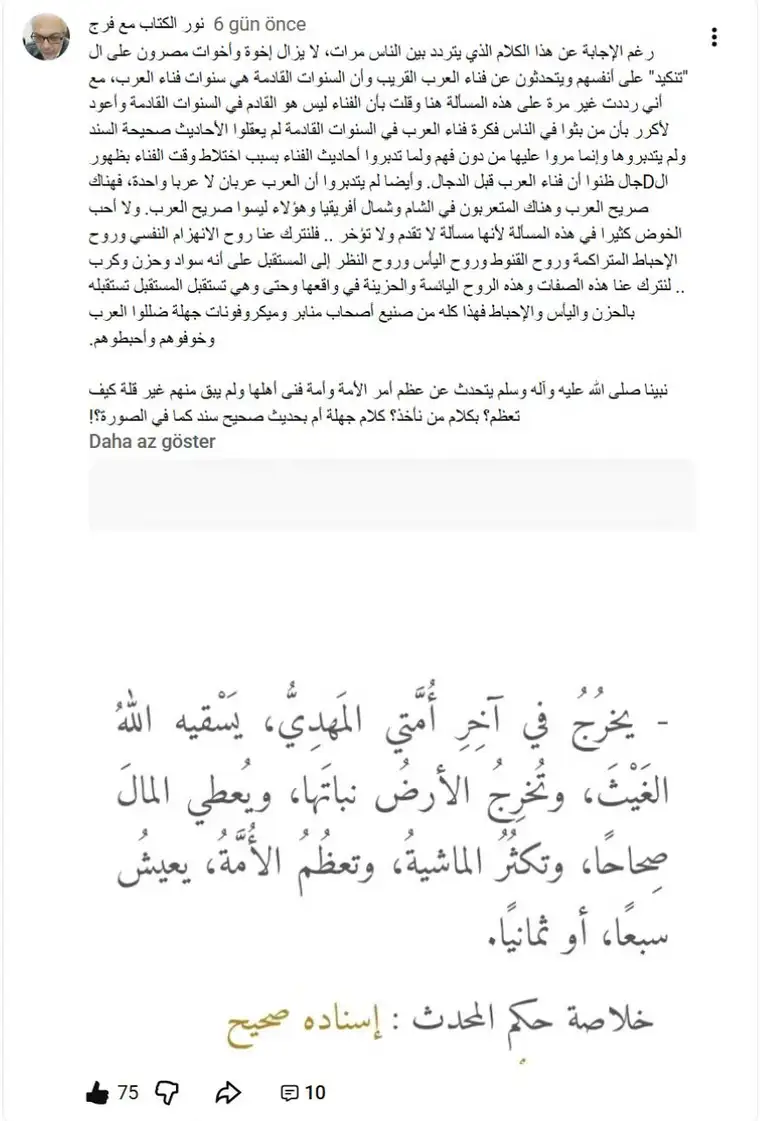 نور الكتاب مع فرج 6 gün önce
رغم الإجابة عن هذا الكلام الذي يتردد بين الناس مرات، لا يزال إخوة وأخوات مصرون على ال
"تنكيد" على أنفسهم ويتحدثون عن فناء العرب القريب وأن السنوات القادمة هي سنوات فناء العرب، مع
أني رددت غير مرة على هذه المسألة هنا وقلت بأن الفناء ليس هو القادم في السنوات القادمة وأعود
لأكرر بأن من بثوا في الناس فكرة فناء العرب في السنوات القادمة لم يعقلوا الأحاديث صحيحة السند
ولم يتدبروها وإنما مروا عليها من دون فهم ولما تدبروا أحاديث الفناء بسبب اختلاط وقت الفناء بظهور
الDجال ظنوا أن فناء العرب قبل الدجال. وأيضا لم يتدبروا أن العرب عربان لا عربا واحدة، فهناك
صريح العرب وهناك المتعربون في الشام وشمال أفريقيا وهؤلاء ليسوا صريح العرب. ولا أحب
الخوض كثيرا في هذه المسألة لأنها مسألة لا تقدم ولا تؤخر .. فلنترك عنا روح الانهزام النفسي وروح
الإحباط المتراكمة وروح القنوط وروح اليأس وروح النظر إلى المستقبل على أنه سواد وحزن وكرب
.. لنترك عنا هذه الصفات وهذه الروح اليائسة والحزينة في واقعها وحتى وهي تستقبل المستقبل تستقبله
بالحزن واليأس والإحباط فهذا كله من صنيع أصحاب منابر وميكروفونات جهلة ضللوا العرب
وخوفوهم وأحبطوهم.
نبينا صلى الله عليه وآله وسلم يتحدث عن عظم أمر الأمة وأمة فنى أهلها ولم يبق منهم غير قلة كيف
تعظم؟ بكلام من نأخذ؟ كلام جهلة أم بحديث صحيح سند كما في الصورة؟!
Daha az göster
- يخرُجُ في آخِرِ أُمَّتي المَهدِيُّ، يَسْقيه اللهُ
الغَيْثَ، وتُخرِجُ الأرضُ نباتَها، ويُعطي المالَ
صِحاحًا، وتكثُرُ الماشيةُ، وتعظُمُ الأُمَّةُ، يعيشُ
سبعًا، أو ثمانيًا.
خلاصة حكم المحدث : إسناده صحيح
75 10